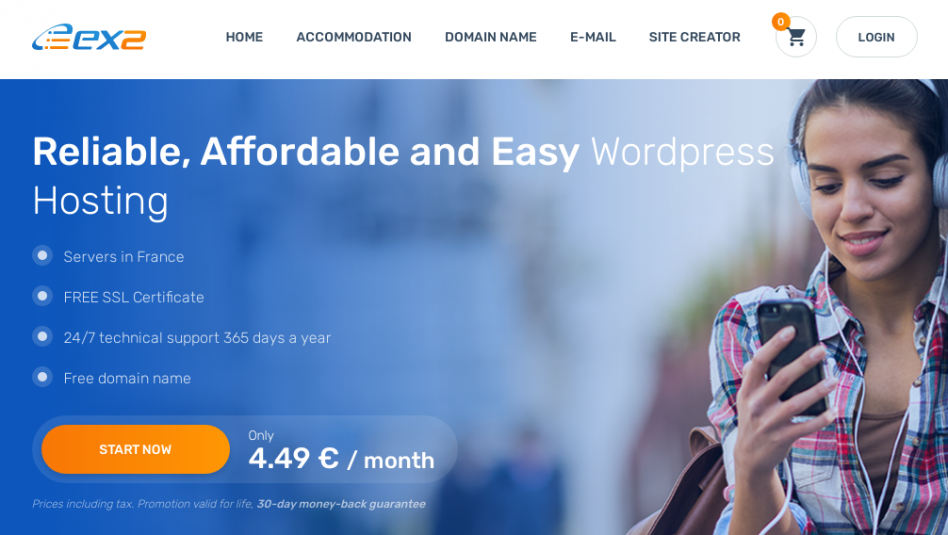 ex2
HOME
ACCOMMODATION
DOMAIN NAME
E-MAIL
SITE CREATOR
0
LOGIN
Reliable, Affordable and Easy Wordpress
Hosting
Servers in France
FREE SSL Certificate
24/7 technical support 365 days a year
Free domain name
START NOW
Only
4.49 € / month
Prices including tax. Promotion valid for life, 30-day money-back guarantee